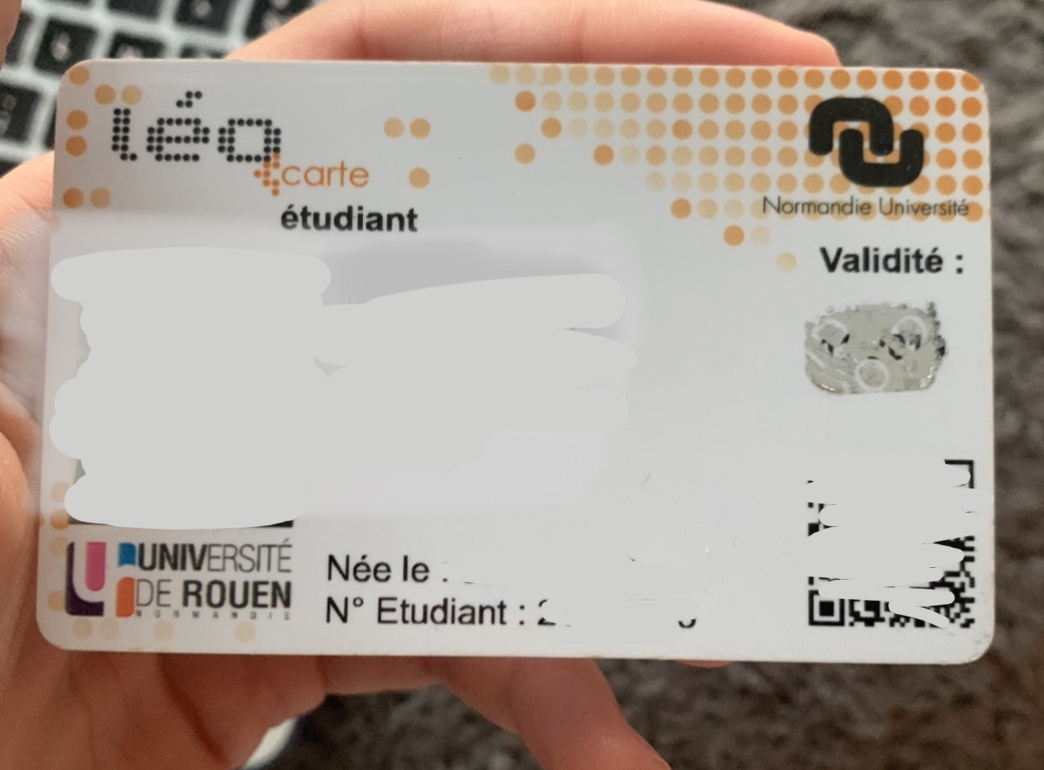 léo
carte
étudiant
Normandie Université
Validité :
UNIVERSITÉ
DE ROUEN
NORMANDIE
Née le :
N° Etudiant :